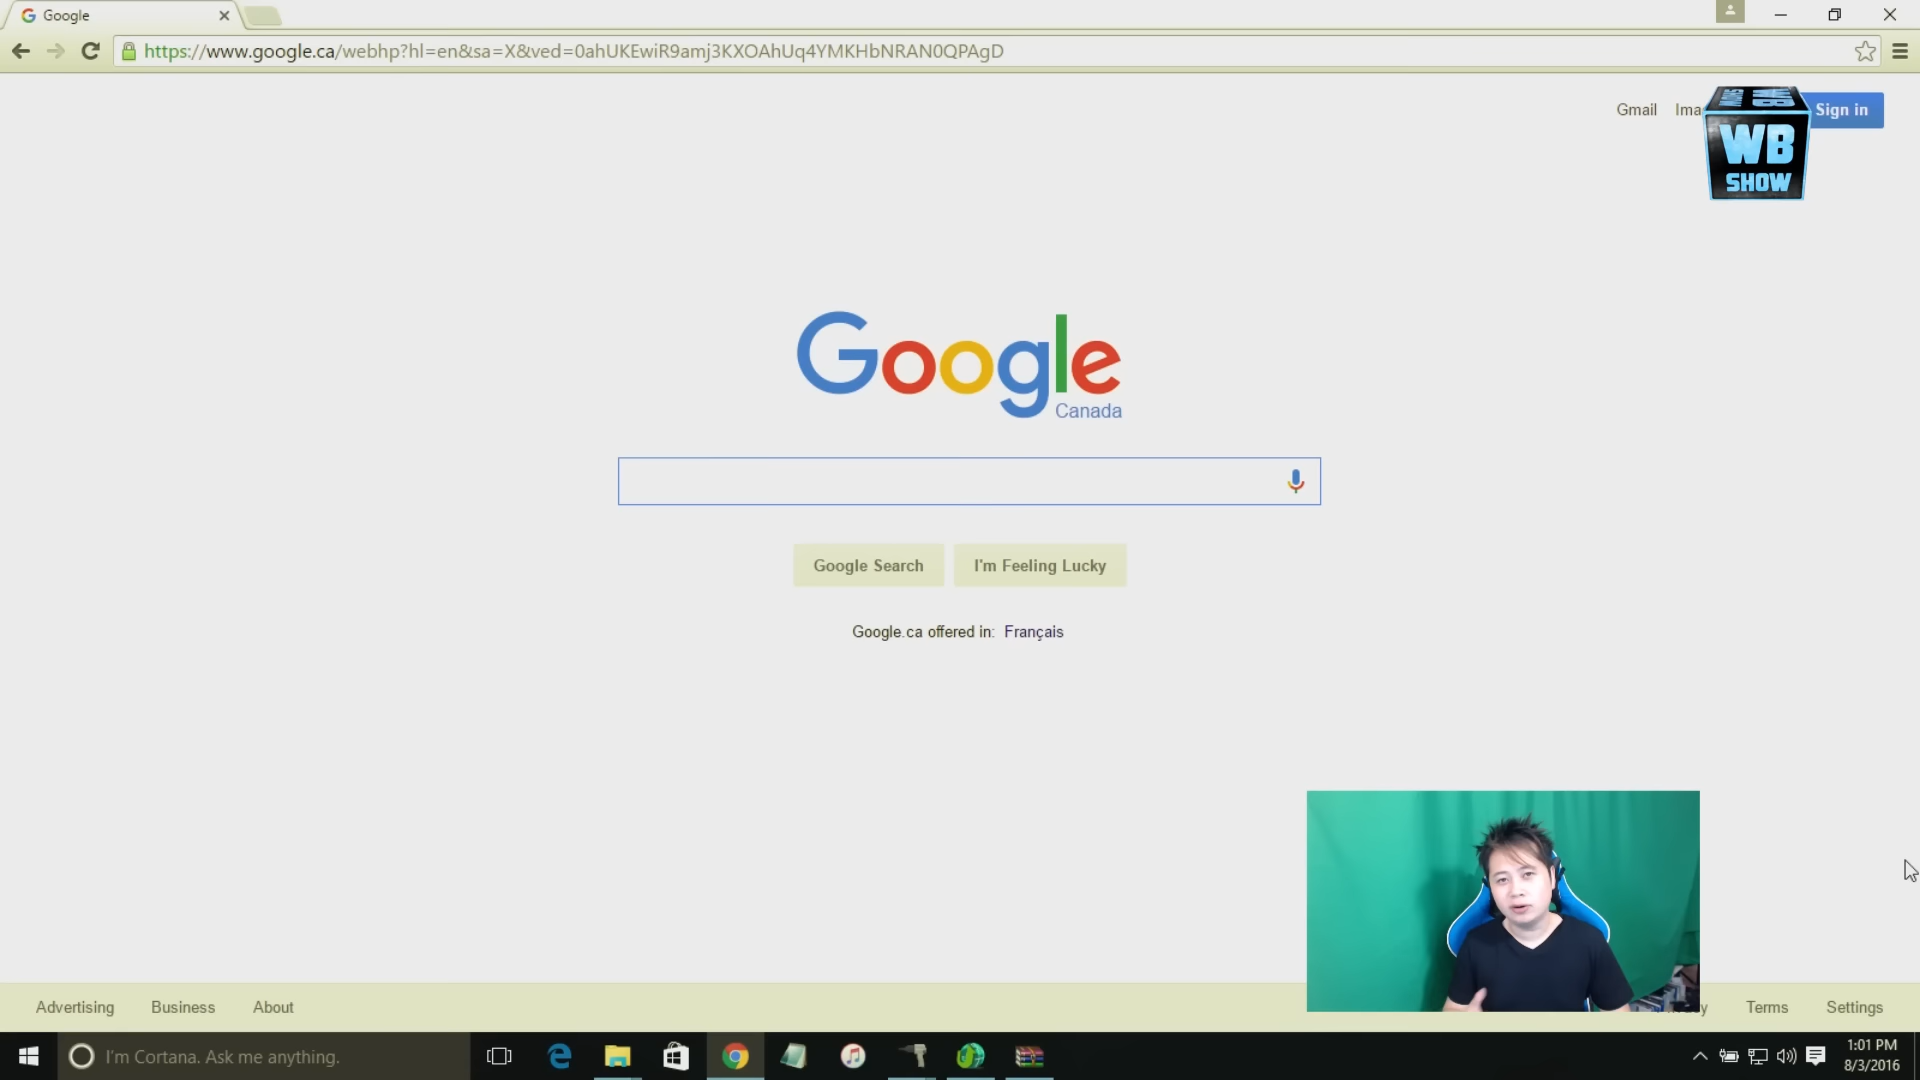 Google
https://www.google.ca/webhp?hl=en&sa=X&ved=0ahUKEwiR9amj3KXOAhUq4YMKHbNRAN0QPAgD
Gmail Ima Sign in
WB
SHOW
WB
SHOW
Google
Canada
Google Search I'm Feeling Lucky
Google.ca offered in: Français
Advertising Business About Terms Settings
I'm Cortana. Ask me anything.
1:01 PM
8/3/2016